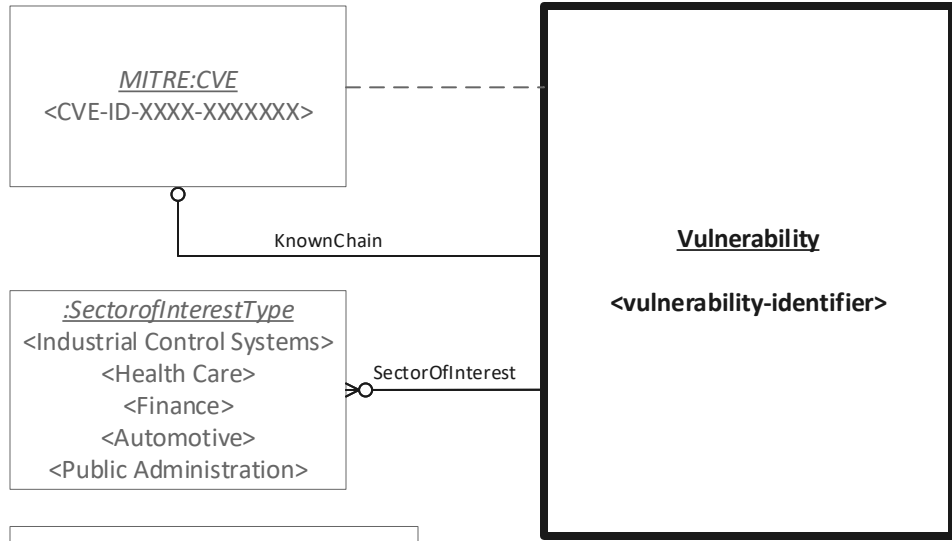 MITRE:CVE
<CVE-ID-XXXX-XXXXXXX>
KnownChain
Vulnerability
<vulnerability-identifier>
:SectorofInterestType
<Industrial Control Systems>
<Health Care>
<Finance>
<Automotive>
<Public Administration>
SectorOfInterest